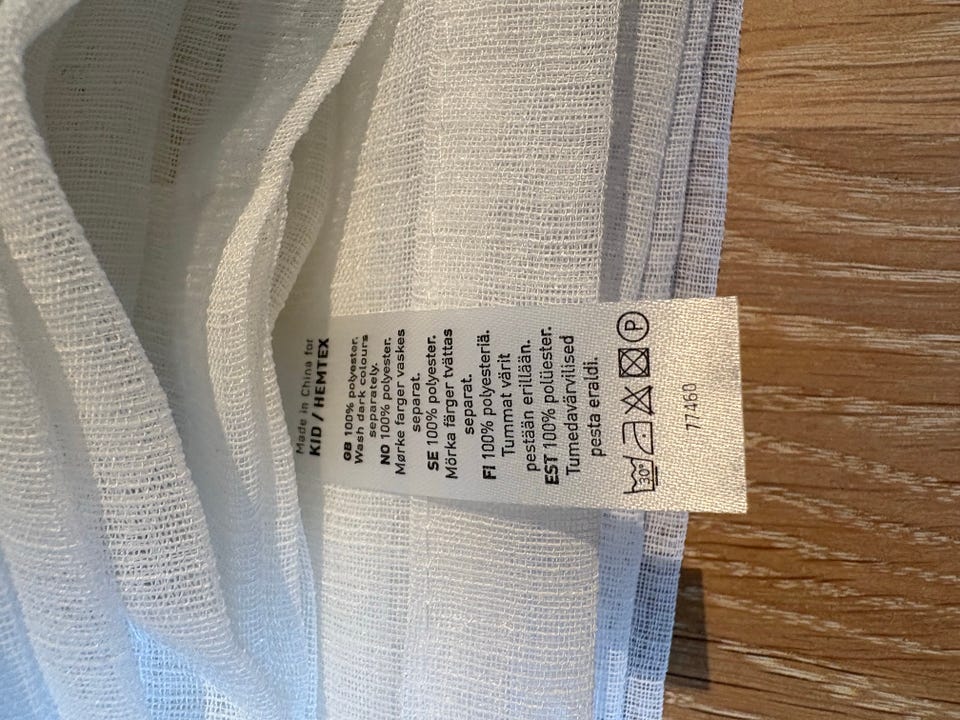 Made in China for
KID / HEMTEX
GB 100% polyester.
Wash dark colours
separately.
NO 100% polyester.
Mørke farger vaskes
separat.
SE 100% polyester.
Mörka färger tvättas
separat.
FI 100% polyesteriä.
Tummat värit
pestään erillään.
EST 100% polüester.
Tumedavärvilised
pesta eraldi.
30° P
77460